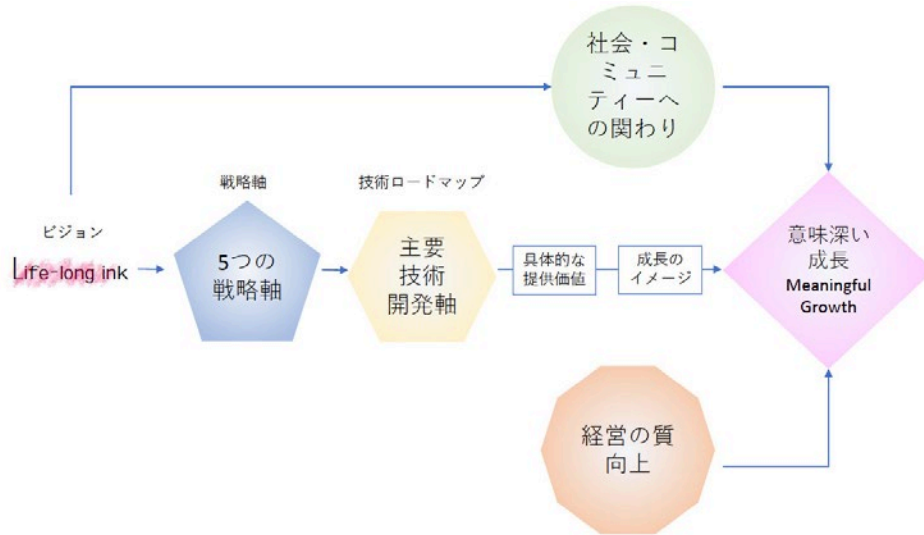 社会・コ
ミュニ
ティーへ
の関わり
戦略軸
技術ロードマップ
ビジョン
Life-long ink
5つの
戦略軸
主要
技術
開発軸
具体的な
提供価値
成長の
イメージ
意味深い
成長
Meaningful
Growth
経営の質
向上